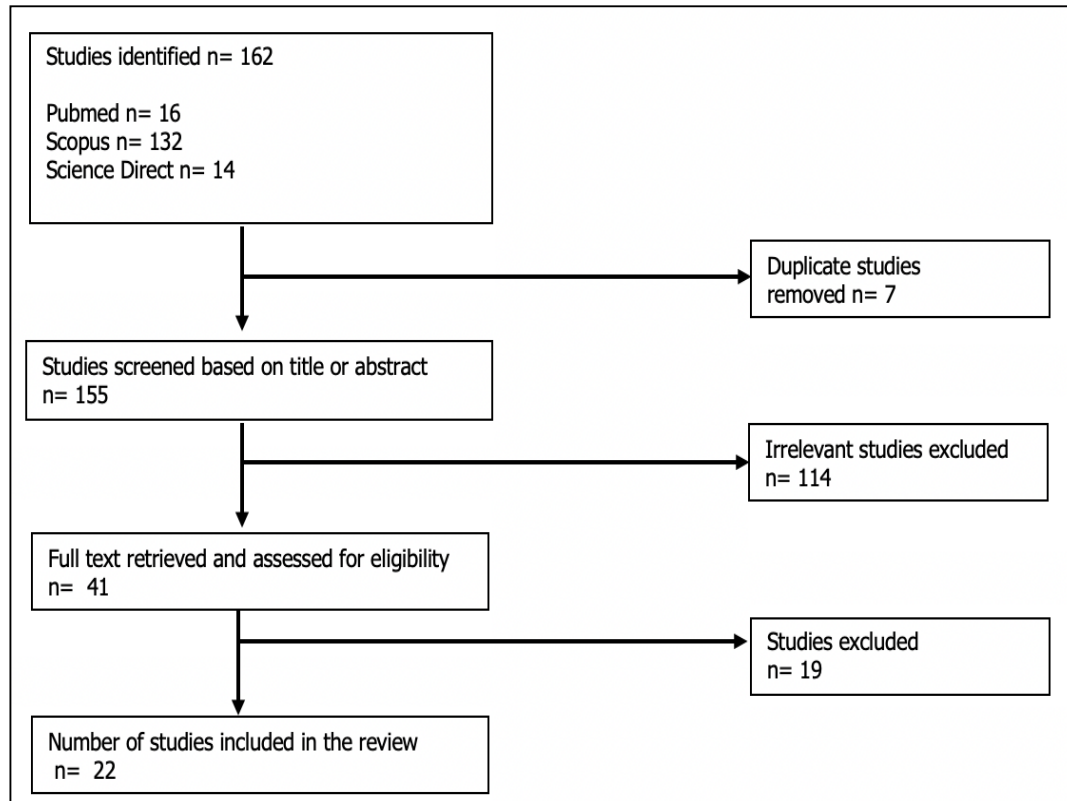 Studies identified n= 162
Pubmed n= 16
Scopus n= 132
Science Direct n= 14
Duplicate studies
removed n= 7
Studies screened based on title or abstract
n= 155
Irrelevant studies excluded
n= 114
Full text retrieved and assessed for eligibility
n=  41
Studies excluded
n= 19
Number of studies included in the review
n=  22